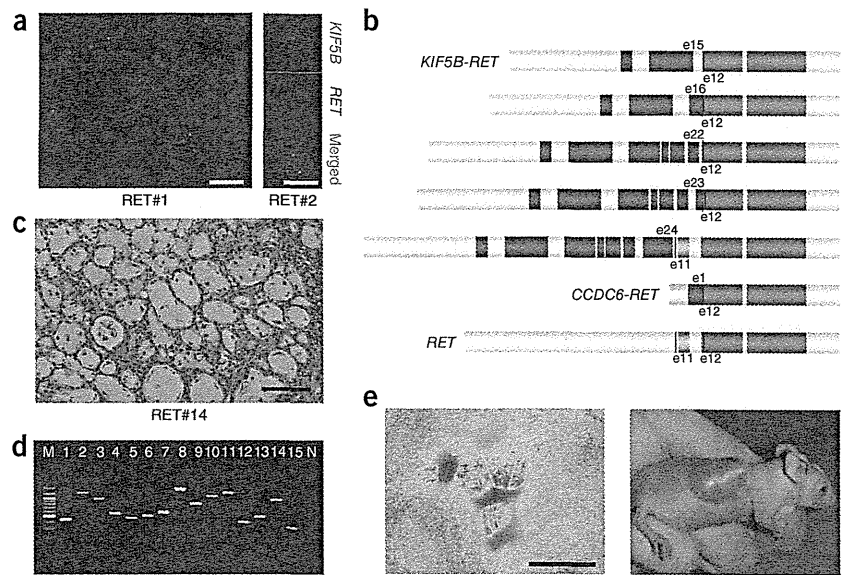 a
KIF5B
RET
Merged
RET#1
RET#2
b
KIF5B-RET
e15
e12
e16
e12
e22
e12
e23
e12
e24
e11
CCDC6-RET
e1
e12
RET
e11
e12
c
RET#14
d
M 1 2 3 4 5 6 7 8 9 10 11 12 13 14 15 N
e